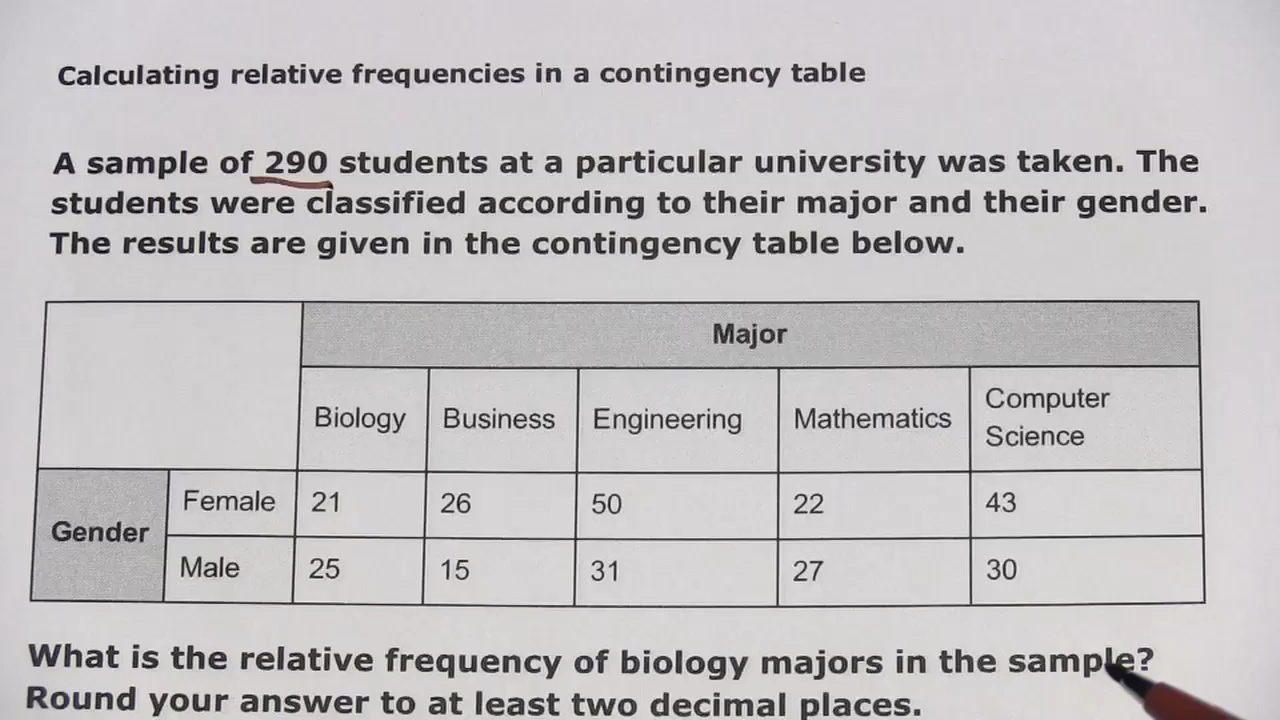 Calculating relative frequencies in a contingency table
A sample of 290 students at a particular university was taken. The
students were classified according to their major and their gender.
The results are given in the contingency table below.
Major
Biology Business Engineering Mathematics Computer Science
Gender
Female 21 26 50 22 43
Male 25 15 31 27 30
What is the relative frequency of biology majors in the sample?
Round your answer to at least two decimal places.